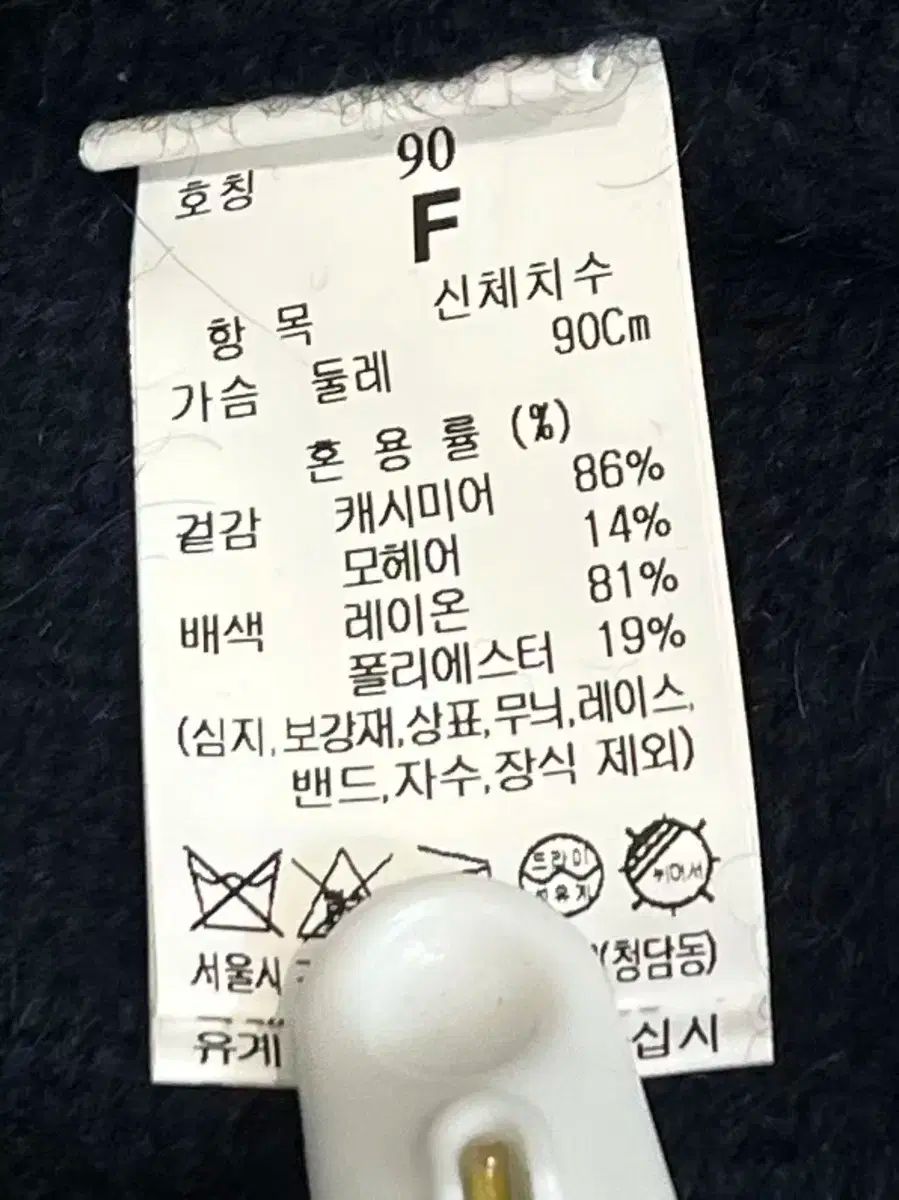 90
호칭
F
항 목 신체치수
가슴 둘레 90Cm
혼 용 률 (%)
겉감 캐시미어 86%
모헤어 14%
배색 레이온 81%
폴리에스터 19%
(심지,보강재,상표,무늬,레이스,
밴드,자수,장식 제외)
드라이
뉘어서
서울시 (청담동)
십시